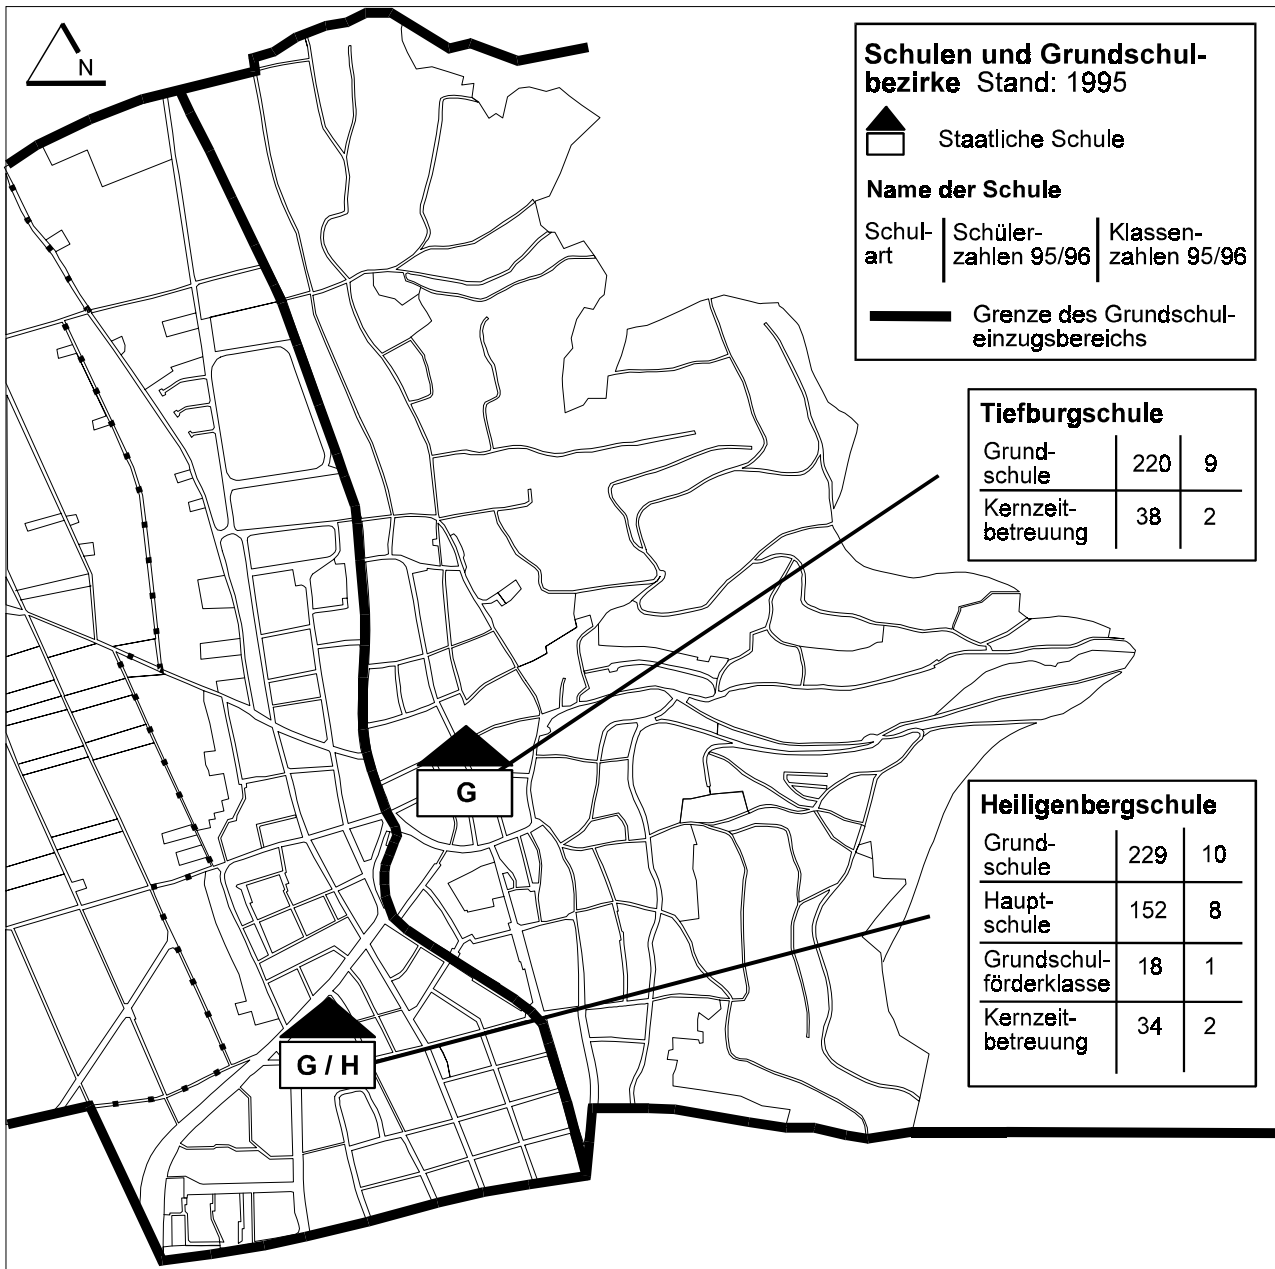 N
Schulen und Grundschul-
bezirke Stand: 1995
Staatliche Schule
Name der Schule
Schul-
art
Schüler-
zahlen 95/96
Klassen-
zahlen 95/96
Grenze des Grundschul-
einzugsbereichs
Tiefburgschule
Grund-
schule
220 9
Kernzeit-
betreuung
38 2
G
Heiligenbergschule
Grund-
schule
229 10
Haupt-
schule
152 8
Grundschul-
förderklasse
18 1
Kernzeit-
betreuung
34 2
G / H